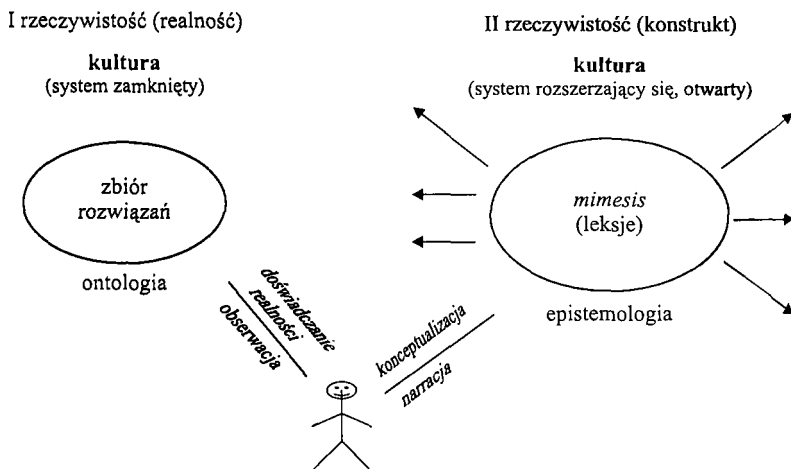 I rzeczywistość (realność)
kultura
(system zamknięty)
zbiór
rozwiązań
ontologia
doświadczanie
realności
obserwacja
II rzeczywistość (konstrukt)
kultura
(system rozszerzający się, otwarty)
mimesis
(leksje)
epistemologia
konceptualizacja
narracja